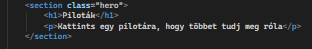 <section class="hero">
<h1>Pilóták</h1>
<p>Kattints egy pilótára, hogy többet tudj meg róla</p>
</section>